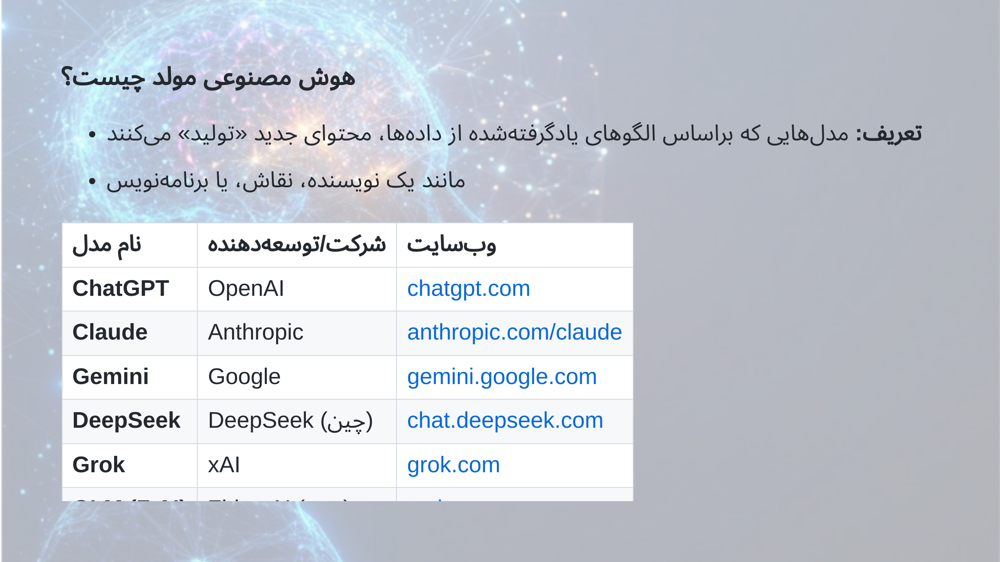 هوش مصنوعی مولد چیست؟
• تعریف: مدل‌هایی که براساس الگوهای یادگرفته‌شده از داده‌ها، محتوای جدید «تولید» می‌کنند
• مانند یک نویسنده، نقاش، یا برنامه‌نویس
نام مدل شرکت/توسعه‌دهنده وب‌سایت
ChatGPT OpenAI chatgpt.com
Claude Anthropic anthropic.com/claude
Gemini Google gemini.google.com
DeepSeek DeepSeek (چین) chat.deepseek.com
Grok xAI grok.com